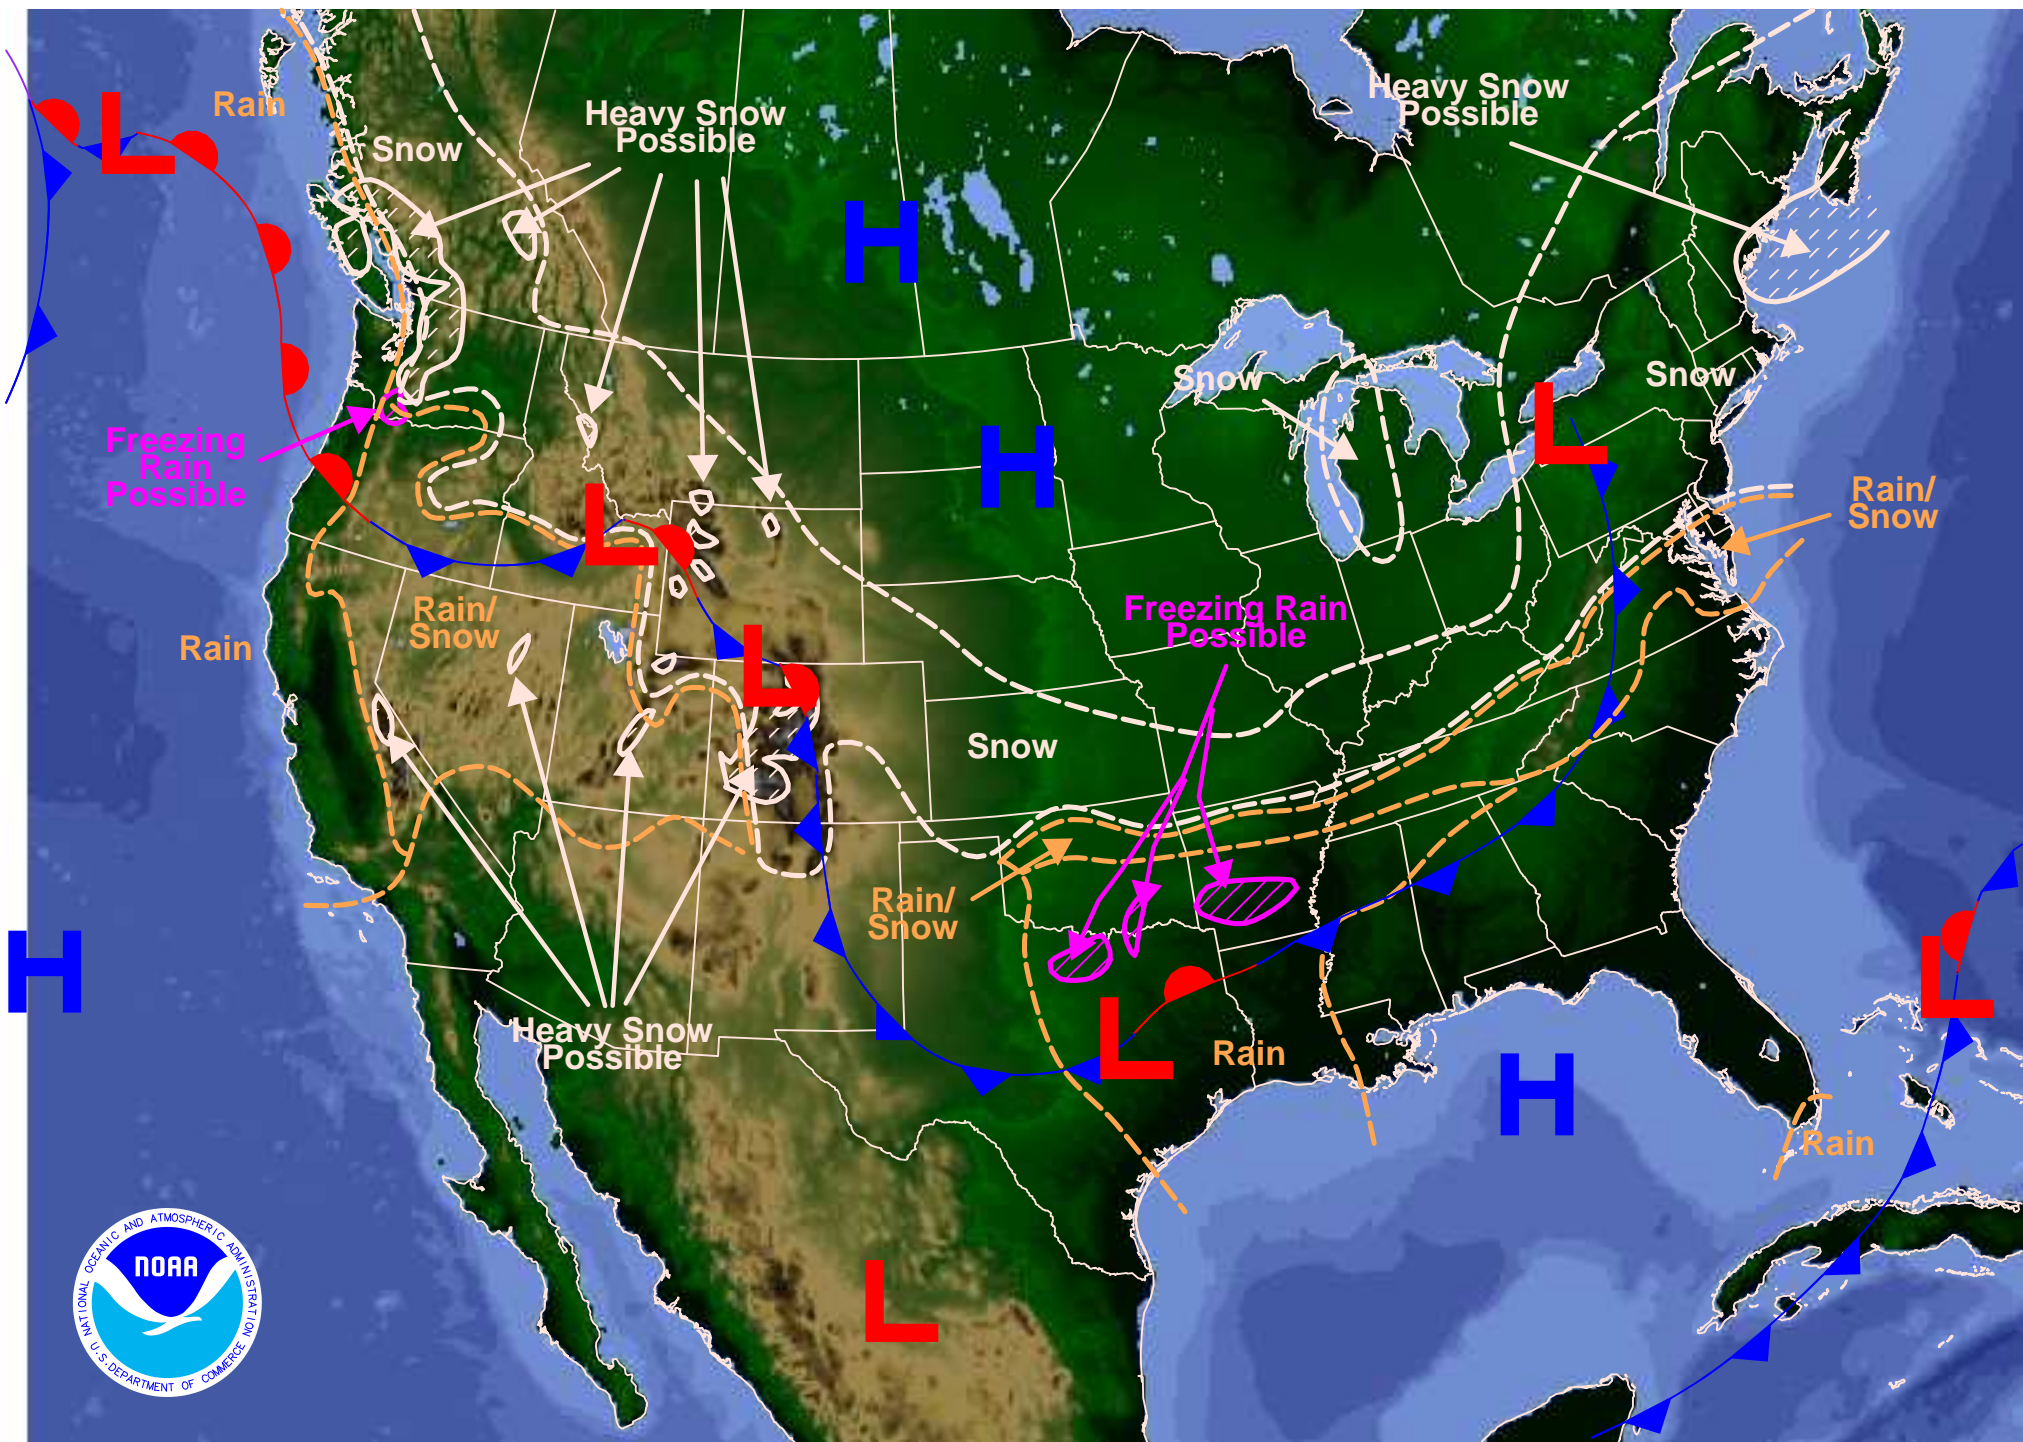 Heavy Snow
Possible
Rain
Heavy Snow
Possible
Snow
L
H
Snow
Snow
L
Freezing
Rain
Possible
H
Rain/
Snow
L
Rain/
Snow
Freezing Rain
Possible
Rain
L
Snow
Rain/
Snow
H
L
Heavy Snow
Possible
L
Rain
H
Rain
L
NOAA
NATIONAL OCEANIC AND ATMOSPHERIC ADMINISTRATION
U.S. DEPARTMENT OF COMMERCE